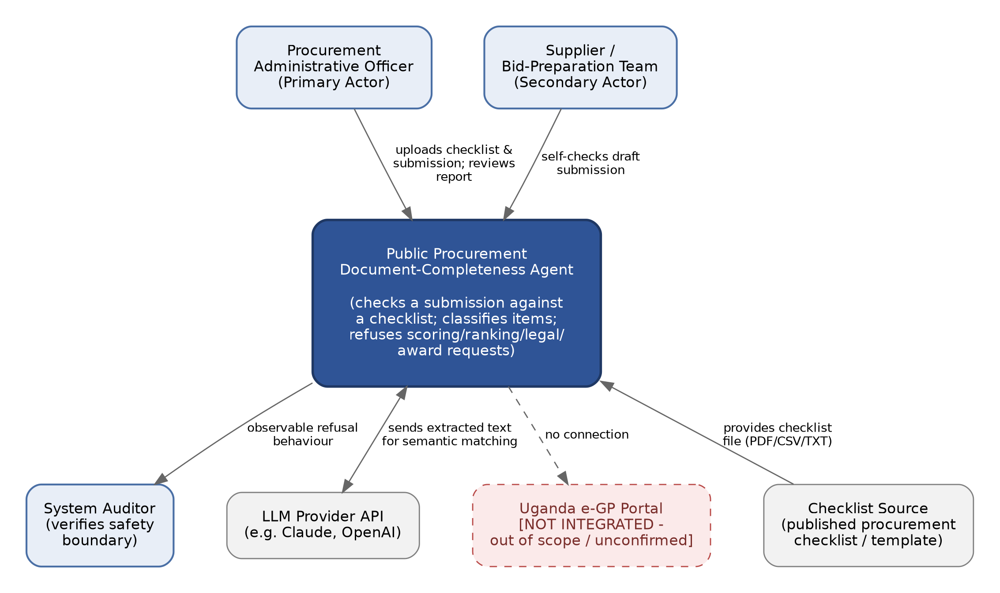 Procurement
Administrative Officer
(Primary Actor)
Supplier /
Bid-Preparation Team
(Secondary Actor)
uploads checklist &
submission; reviews
report
self-checks draft
submission
Public Procurement
Document-Completeness Agent
(checks a submission against
a checklist; classifies items;
refuses scoring/ranking/legal/
award requests)
observable refusal
behaviour
sends extracted text
for semantic matching
no connection
provides checklist
file (PDF/CSV/TXT)
System Auditor
(verifies safety
boundary)
LLM Provider API
(e.g. Claude, OpenAI)
Uganda e-GP Portal
[NOT INTEGRATED -
out of scope / unconfirmed]
Checklist Source
(published procurement
checklist / template)